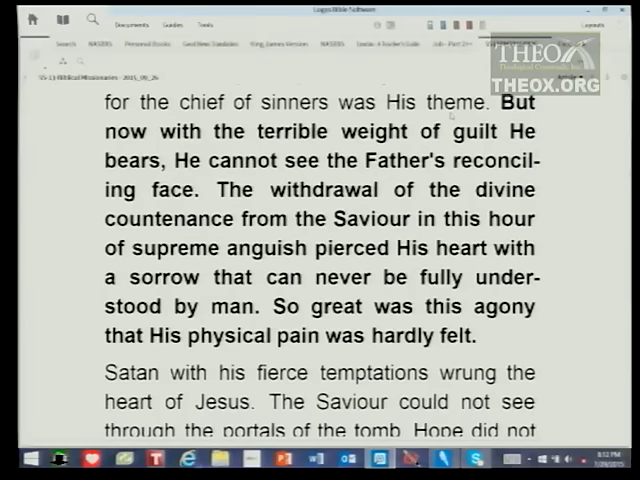 Logos Bible Software
Documents Guides Tools
Layouts
Search
Personal Books
King James Version
THEOX
THEOX.ORG
for the chief of sinners was His theme. But
now with the terrible weight of guilt He
bears, He cannot see the Father's reconcil-
ing face. The withdrawal of the divine
countenance from the Saviour in this hour
of supreme anguish pierced His heart with
a sorrow that can never be fully under-
stood by man. So great was this agony
that His physical pain was hardly felt.
Satan with his fierce temptations wrung the
heart of Jesus. The Saviour could not see
through the portals of the tomb. Hope did not
8:12 PM